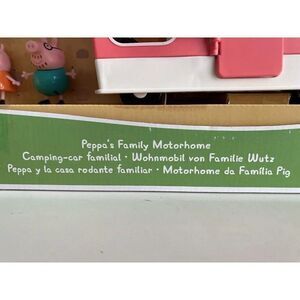 Peppa's Family Motorhome
Camping-car familial · Wohnmobil von Familie Wutz
Peppa y la casa rodante familiar · Motorhome da Família Pig